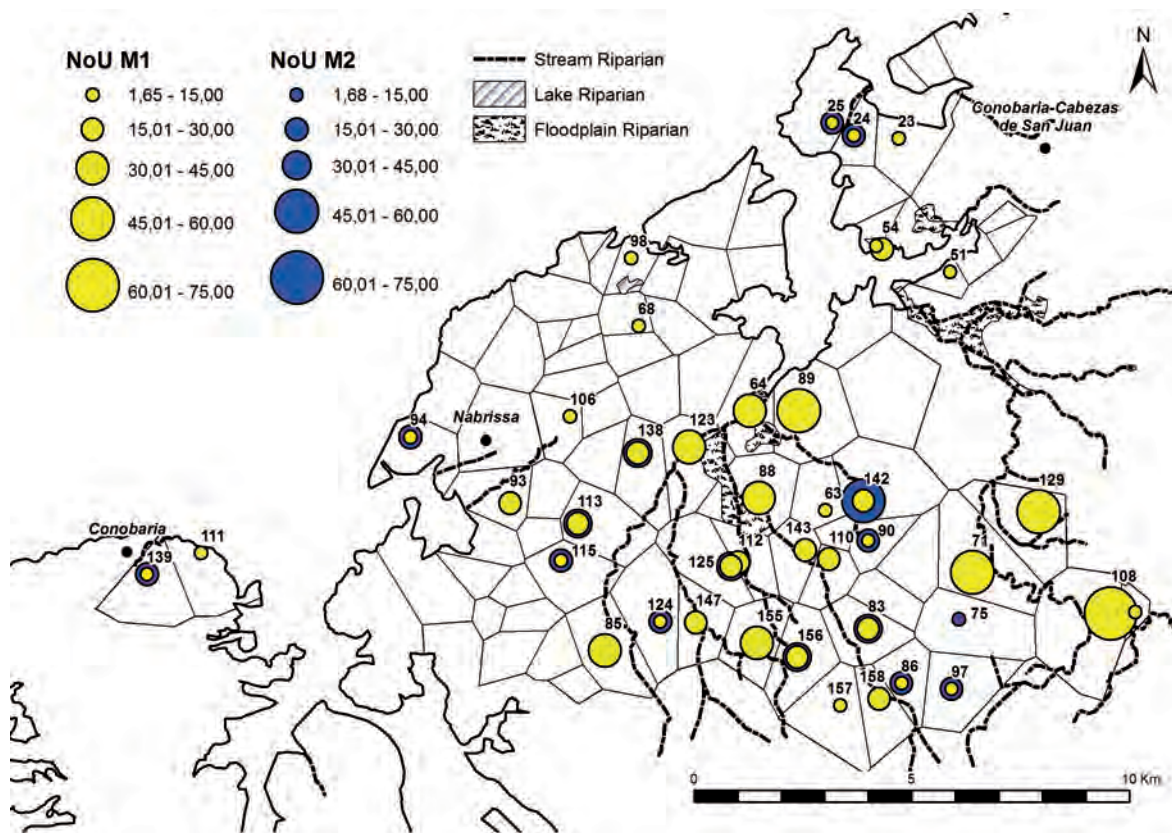 NoU M1
1,65 - 15,00
15,01 - 30,00
30,01 - 45,00
45,01 - 60,00
60,01 - 75,00
NoU M2
1,68 - 15,00
15,01 - 30,00
30,01 - 45,00
45,01 - 60,00
60,01 - 75,00
Stream Riparian
Lake Riparian
Floodplain Riparian
N
Conobaria-Cabezas
de San Juan
25
24
23
54
51
98
68
64
89
106
94
Nabrissa
138
123
93
88
63
142
129
113
143
110
90
Conobaria
111
139
115
125
112
71
108
124
147
85
155
156
83
75
86
97
157
158
0
5
10 Km